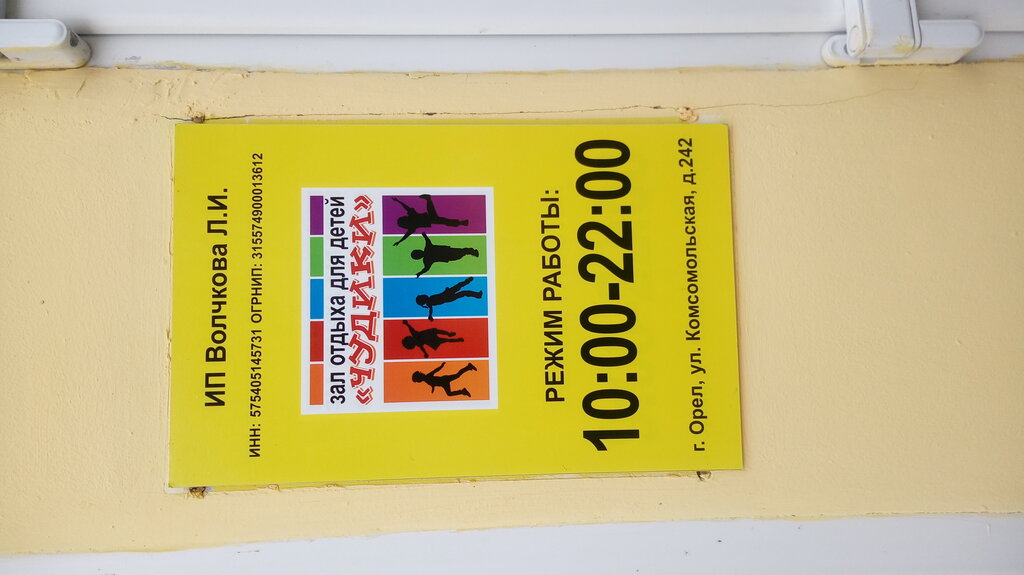 ИП Волчкова Л.И.
ИНН: 575405145731 ОГРНИП: 315574900013612
зал отдыха для детей
«ЧУДИКИ»
РЕЖИМ РАБОТЫ:
10:00-22:00
г. Орел, ул. Комсомольская, д.242